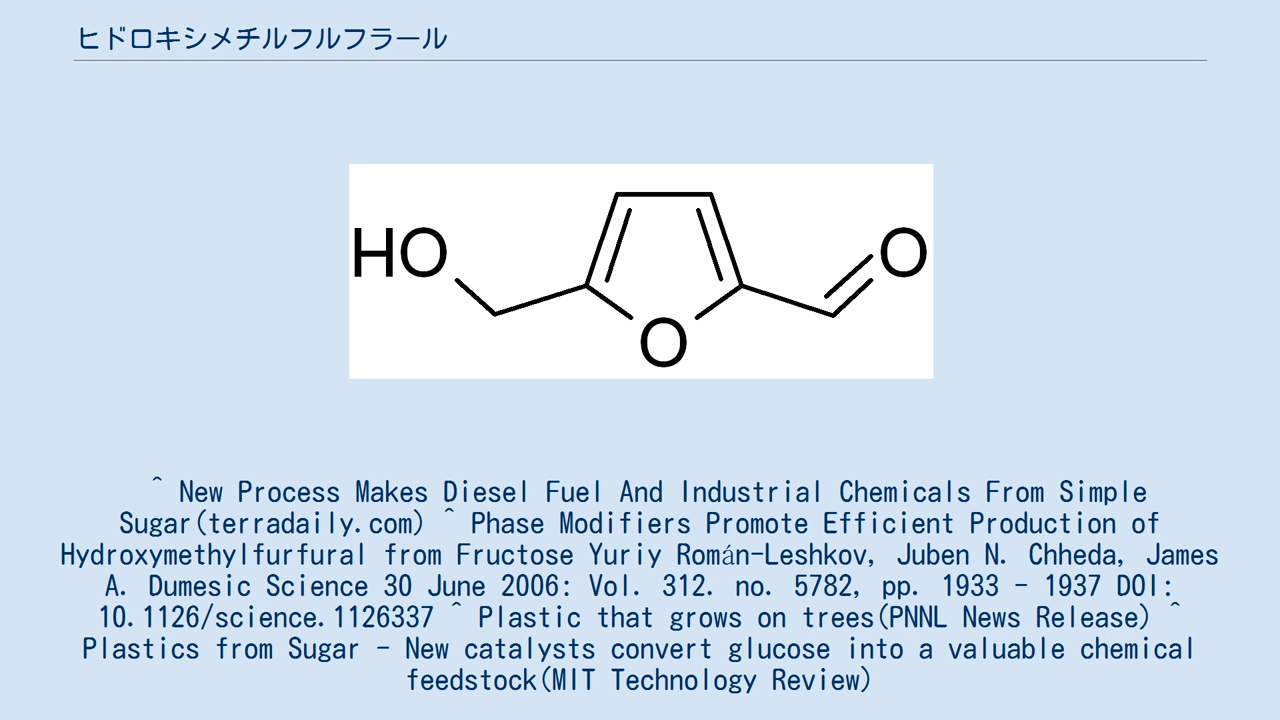 ヒドロキシメチルフルフラール
HO
O
O
^ New Process Makes Diesel Fuel And Industrial Chemicals From Simple
Sugar(terradaily.com) ^ Phase Modifiers Promote Efficient Production of
Hydroxymethylfurfural from Fructose Yuriy Román-Leshkov, Juben N. Chheda, James
A. Dumesic Science 30 June 2006: Vol. 312. no. 5782, pp. 1933 - 1937 DOI:
10.1126/science.1126337 ^ Plastic that grows on trees(PNNL News Release) ^
Plastics from Sugar - New catalysts convert glucose into a valuable chemical
feedstock(MIT Technology Review)